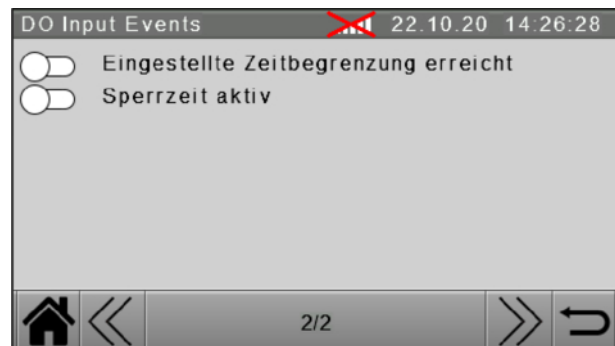 DO Input Events 22.10.20 14:26:28
Eingestellte Zeitbegrenzung erreicht
Sperrzeit aktiv
2/2